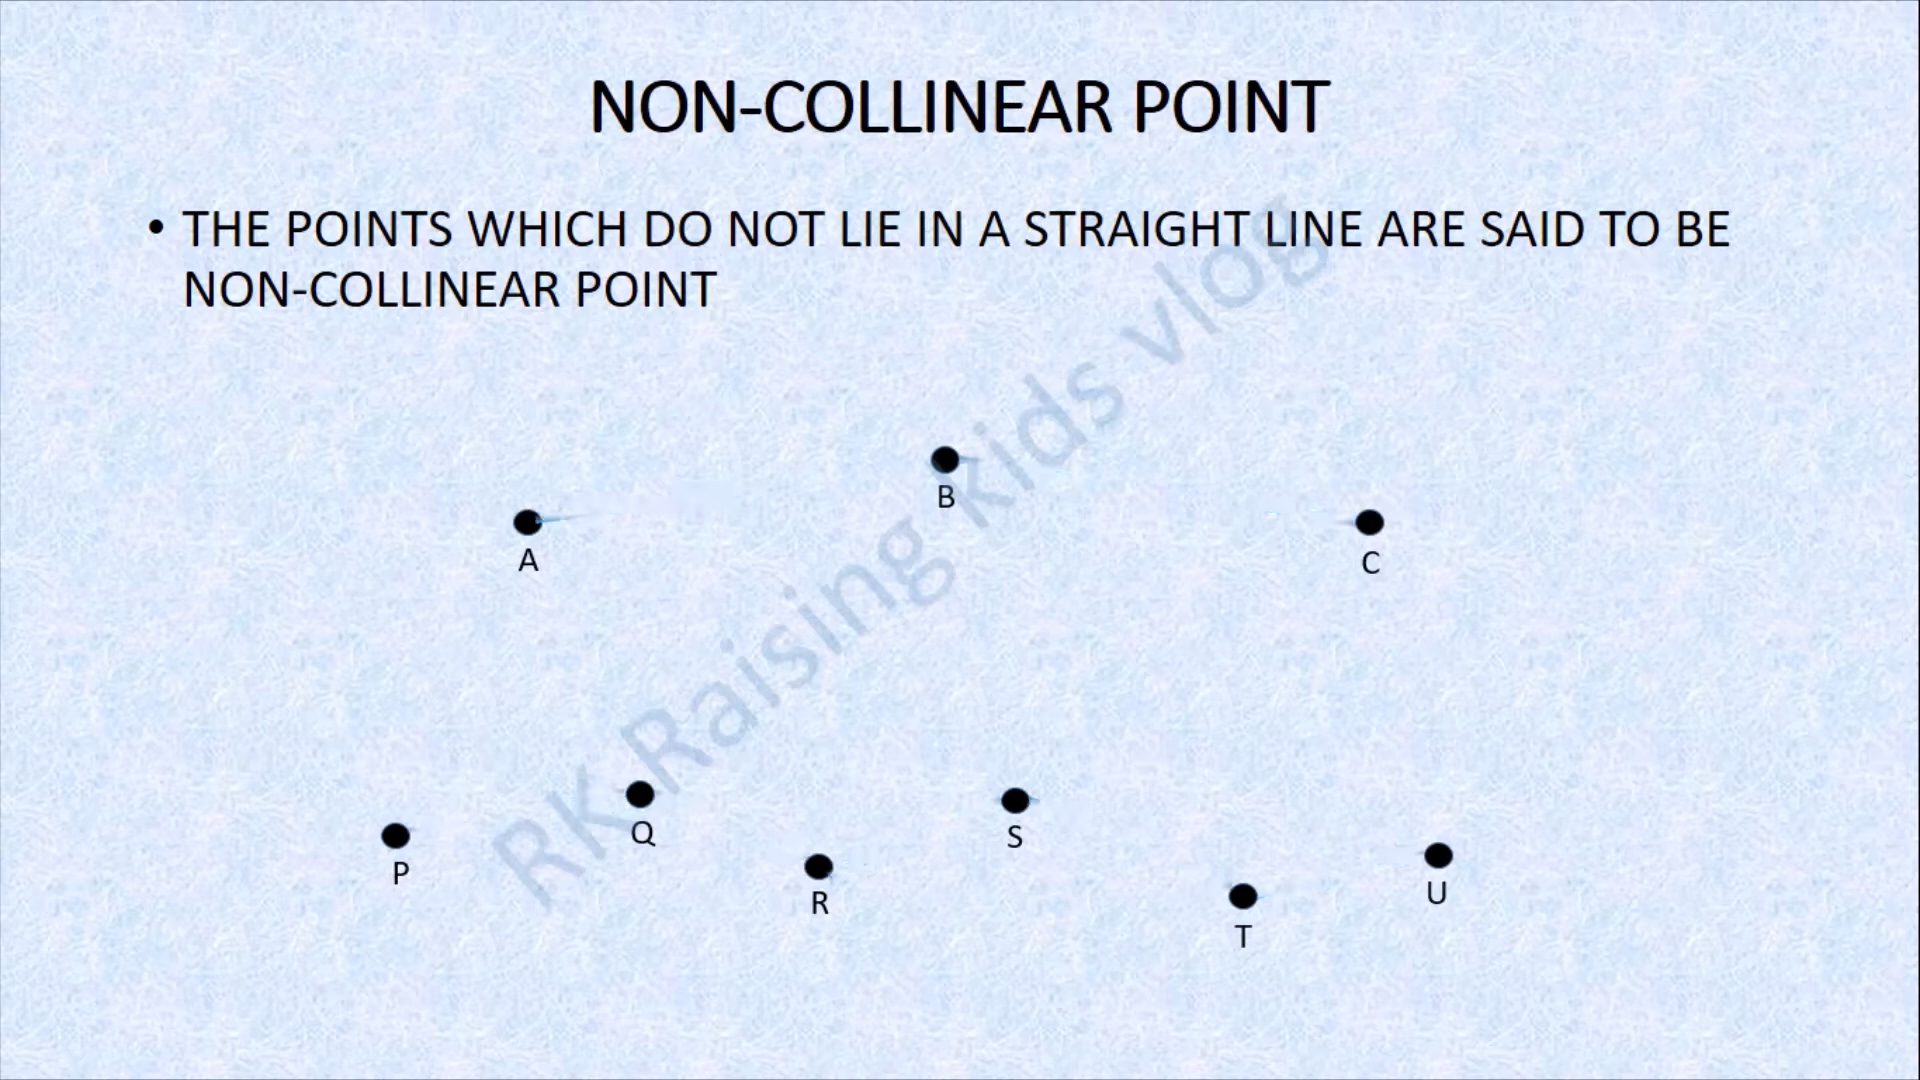 NON-COLLINEAR POINT
• THE POINTS WHICH DO NOT LIE IN A STRAIGHT LINE ARE SAID TO BE
NON-COLLINEAR POINT
B
A
C
RK Raising kids vlog
Q
S
P
R
U
T